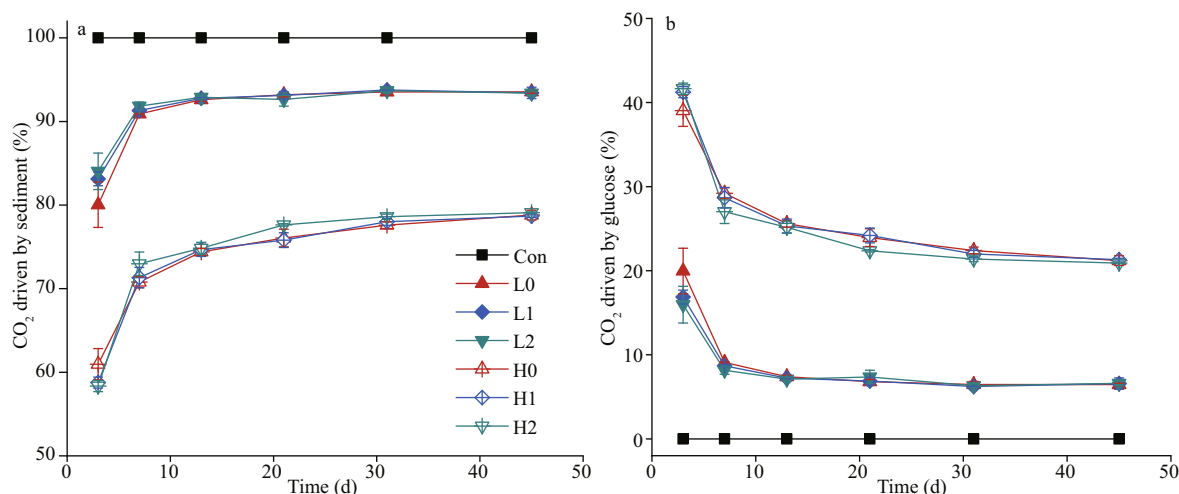 a
100
90
80
70
60
50
CO2 driven by sediment (%)
0 10 20 30 40 50
Time (d)
Con
L0
L1
L2
H0
H1
H2
b
50
40
30
20
10
0
CO2 driven by glucose (%)
0 10 20 30 40 50
Time (d)